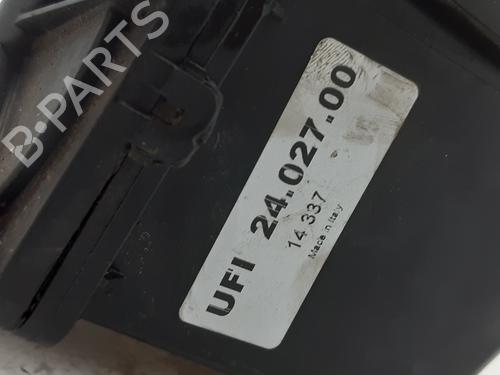 B-PARTS
UFI 24.027.00
14 337
Made in Italy